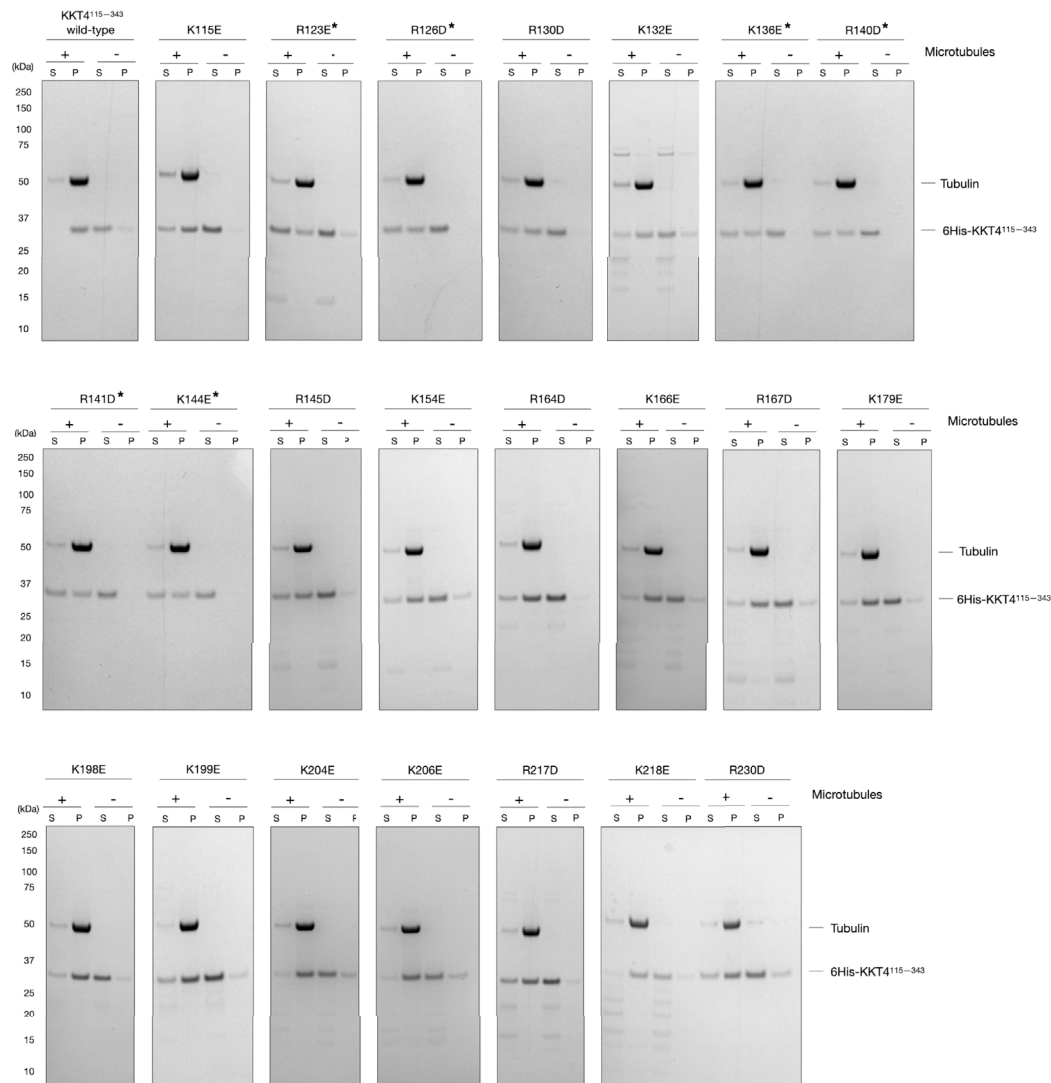 KKT4¹¹⁵⁻³⁴³
wild-type K115E R123E* R126D* R130D K132E K136E* R140D*
+ - + - + - + - + - + - + - + - Microtubules
(kDa) S P S P S P S P S P S P S P S P S P S P S P S P S P S P S P S P
250
150
100
75
50 Tubulin
37
6His-KKT4¹¹⁵⁻³⁴³
25
20
15
10
R141D* K144E* R145D K154E R164D K166E R167D K179E
+ - + - + - + - + - + - + - + - Microtubules
(kDa) S P S P S P S P S P S P S P S P S P S P S P S P S P S P S P S P
250
150
100
75
50 Tubulin
37
6His-KKT4¹¹⁵⁻³⁴³
25
20
15
10
K198E K199E K204E K206E R217D K218E R230D
+ - + - + - + - + - + - + - Microtubules
(kDa) S P S P S P S P S P S P S P S P S P S P S P S P S P S P
250
150
100
75
50 Tubulin
37
6His-KKT4¹¹⁵⁻³⁴³
25
20
15
10